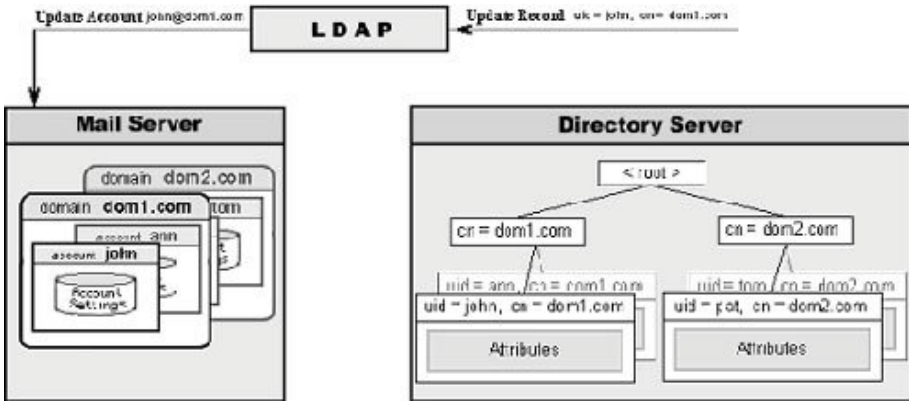 Update Account john@dom1.com
L D A P
Update Record uid = john, cn = dom1.com
Mail Server
domain dom2.com
tom
domain dom1.com
account ann
account john
Account
Settings
Directory Server
< root >
cn = dom1.com
cn = dom2.com
uid = ann, cn = dom1.com
uid = tom, cn = dom2.com
uid = john, cn = dom1.com
uid = pat, cn = dom2.com
Attributes
Attributes